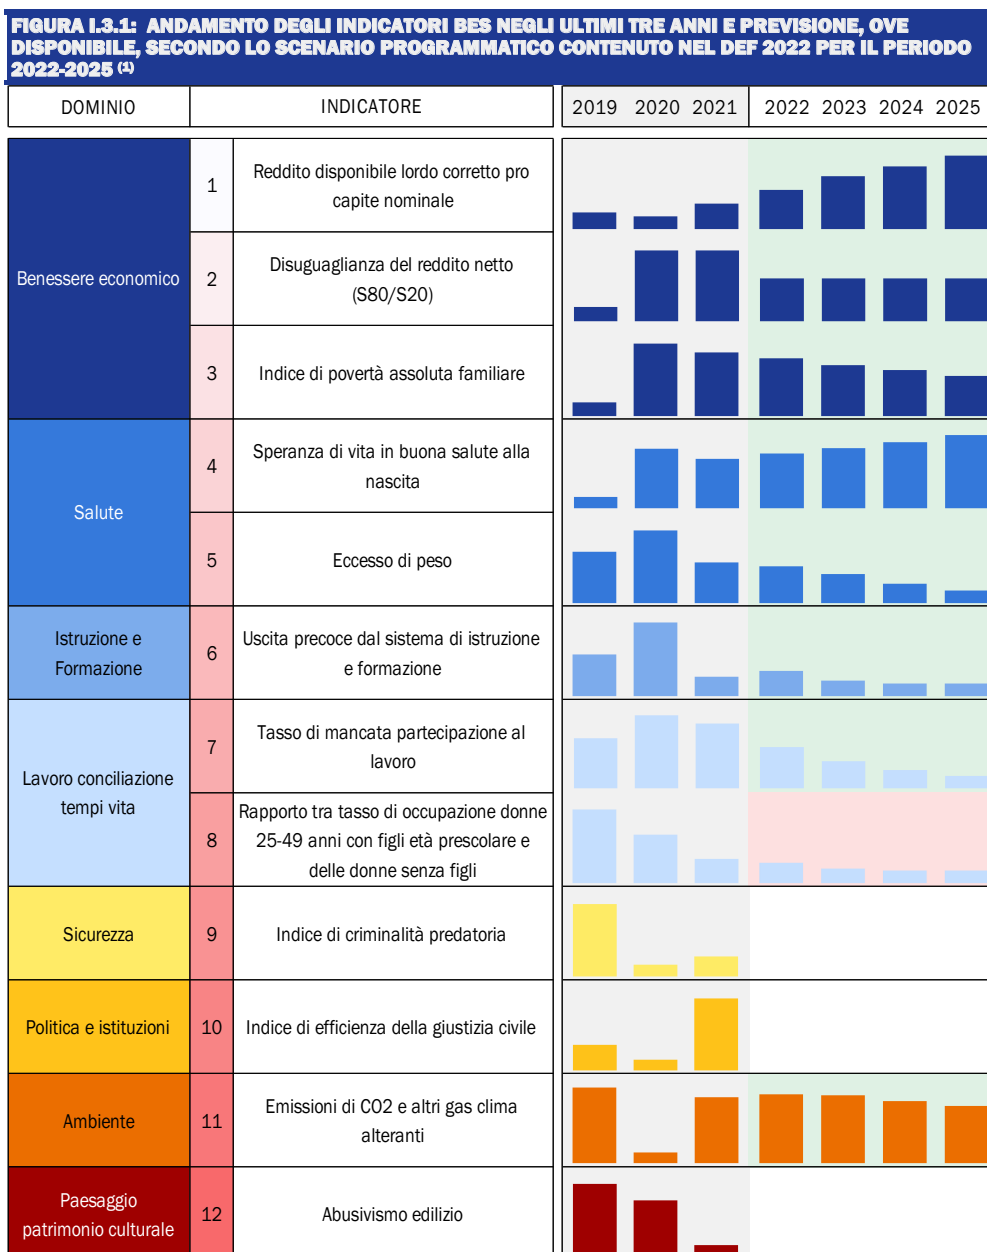 FIGURA I.3.1: ANDAMENTO DEGLI INDICATORI BES NEGLI ULTIMI TRE ANNI E PREVISIONE, OVE
DISPONIBILE, SECONDO LO SCENARIO PROGRAMMATICO CONTENUTO NEL DEF 2022 PER IL PERIODO
2022-2025 (1)
DOMINIO INDICATORE 2019 2020 2021 2022 2023 2024 2025
Benessere economico
1
Reddito disponibile lordo corretto pro
capite nominale
2
Disuguaglianza del reddito netto
(S80/S20)
3
Indice di povertà assoluta familiare
Salute
4
Speranza di vita in buona salute alla
nascita
5
Eccesso di peso
Istruzione e
Formazione
6
Uscita precoce dal sistema di istruzione
e formazione
Lavoro conciliazione
tempi vita
7
Tasso di mancata partecipazione al
lavoro
8
Rapporto tra tasso di occupazione donne
25-49 anni con figli età prescolare e
delle donne senza figli
Sicurezza
9
Indice di criminalità predatoria
Politica e istituzioni
10
Indice di efficienza della giustizia civile
Ambiente
11
Emissioni di CO2 e altri gas clima
alteranti
Paesaggio
patrimonio culturale
12
Abusivismo edilizio